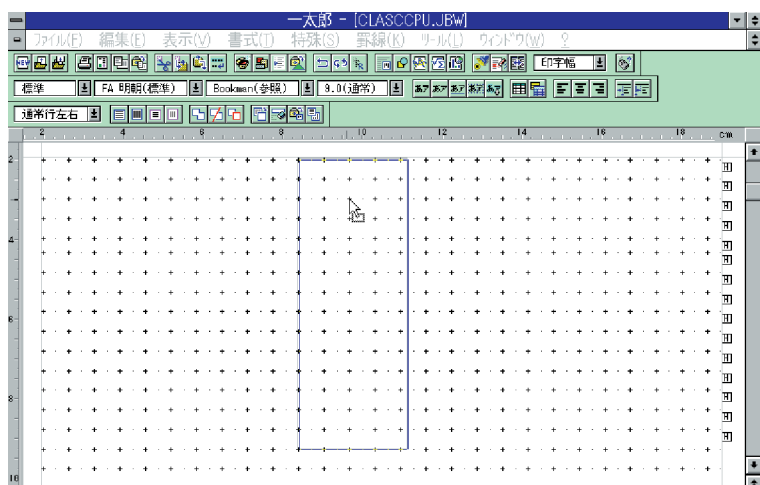 一太郎 - [CLASCCPU.JBW]
ファイル(F) 編集(E) 表示(V) 書式(T) 特殊(S) 罫線(K) ツール(L) ウィンドウ(W) ?
印字幅
標準 FA 明朝(標準) Bookman(参照) 9.0(通常)
通常行左右
2 4 6 8 10 12 14 16 18 cm
2
4
6
8
10